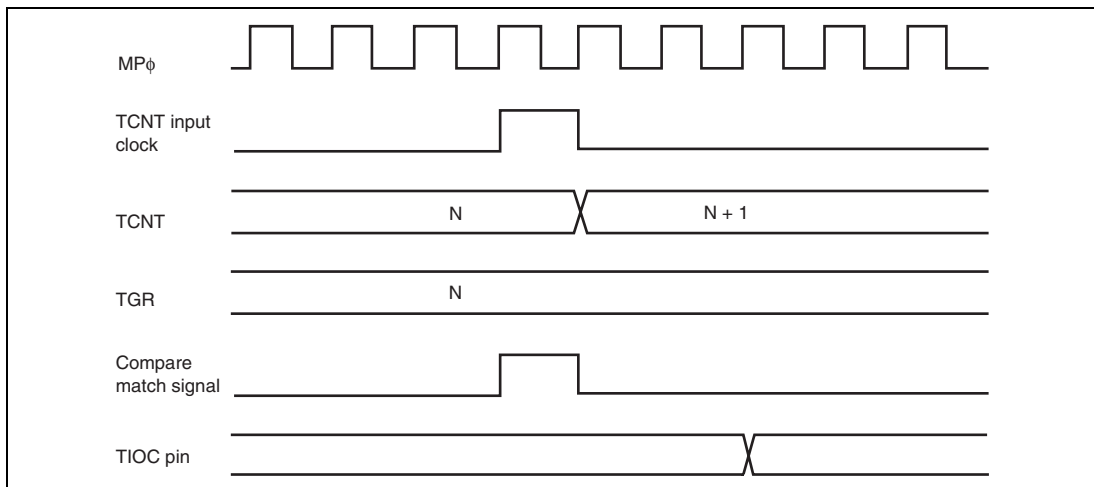 MPϕ
TCNT input
clock
TCNT
N
N + 1
TGR
N
Compare
match signal
TIOC pin